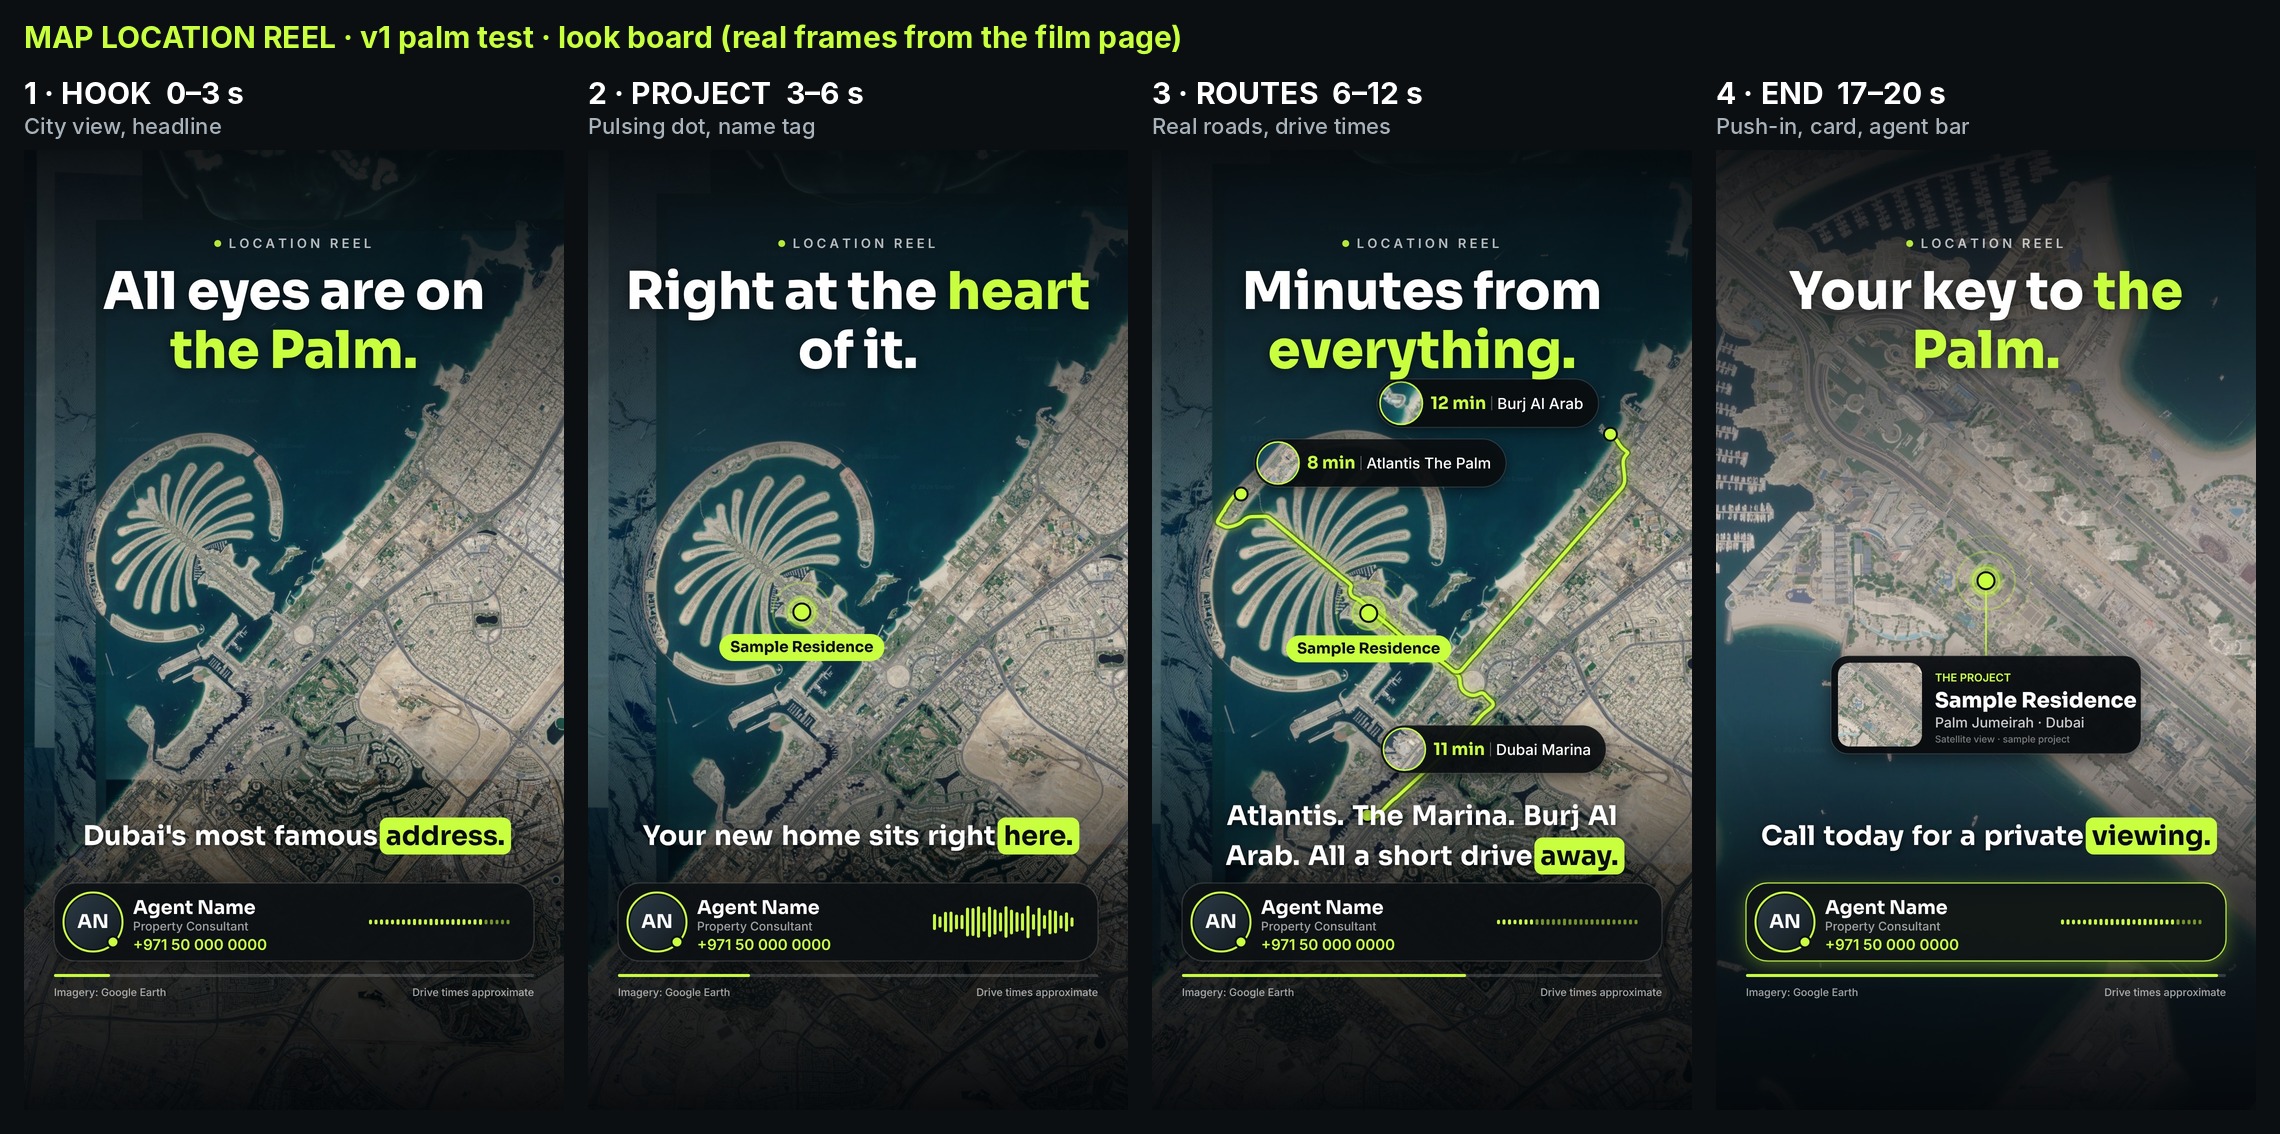 MAP LOCATION REEL · v1 palm test · look board (real frames from the film page)
1 · HOOK 0–3 s
City view, headline
LOCATION REEL
All eyes are on
the Palm.
Dubai's most famous address.
AN
Agent Name
Property Consultant
+971 50 000 0000
Imagery: Google Earth
Drive times approximate
2 · PROJECT 3–6 s
Pulsing dot, name tag
LOCATION REEL
Right at the heart
of it.
Sample Residence
Your new home sits right here.
AN
Agent Name
Property Consultant
+971 50 000 0000
Imagery: Google Earth
Drive times approximate
3 · ROUTES 6–12 s
Real roads, drive times
LOCATION REEL
Minutes from
everything.
12 min | Burj Al Arab
8 min | Atlantis The Palm
Sample Residence
11 min | Dubai Marina
Atlantis. The Marina. Burj Al
Arab. All a short drive away.
AN
Agent Name
Property Consultant
+971 50 000 0000
Imagery: Google Earth
Drive times approximate
4 · END 17–20 s
Push-in, card, agent bar
LOCATION REEL
Your key to the
Palm.
THE PROJECT
Sample Residence
Palm Jumeirah · Dubai
Satellite view · sample project
Call today for a private viewing.
AN
Agent Name
Property Consultant
+971 50 000 0000
Imagery: Google Earth
Drive times approximate